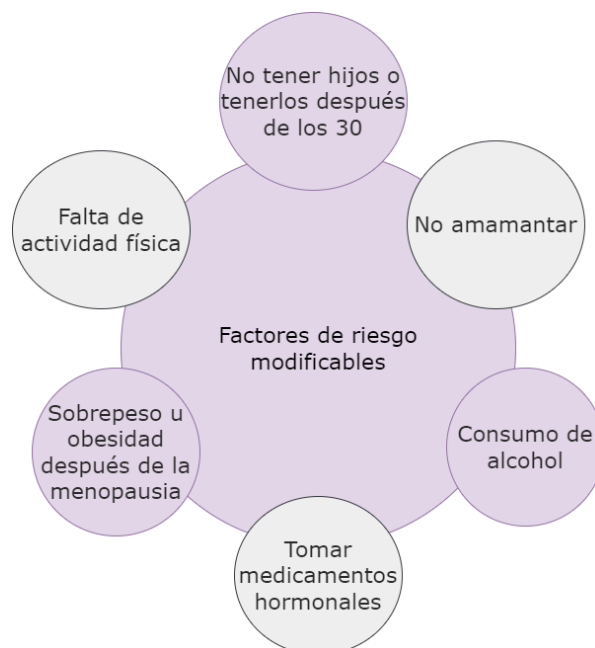 No tener hijos o
tenerlos después
de los 30
Falta de
actividad física
No amamantar
Factores de riesgo
modificables
Sobrepeso u
obesidad
después de la
menopausia
Consumo de
alcohol
Tomar
medicamentos
hormonales